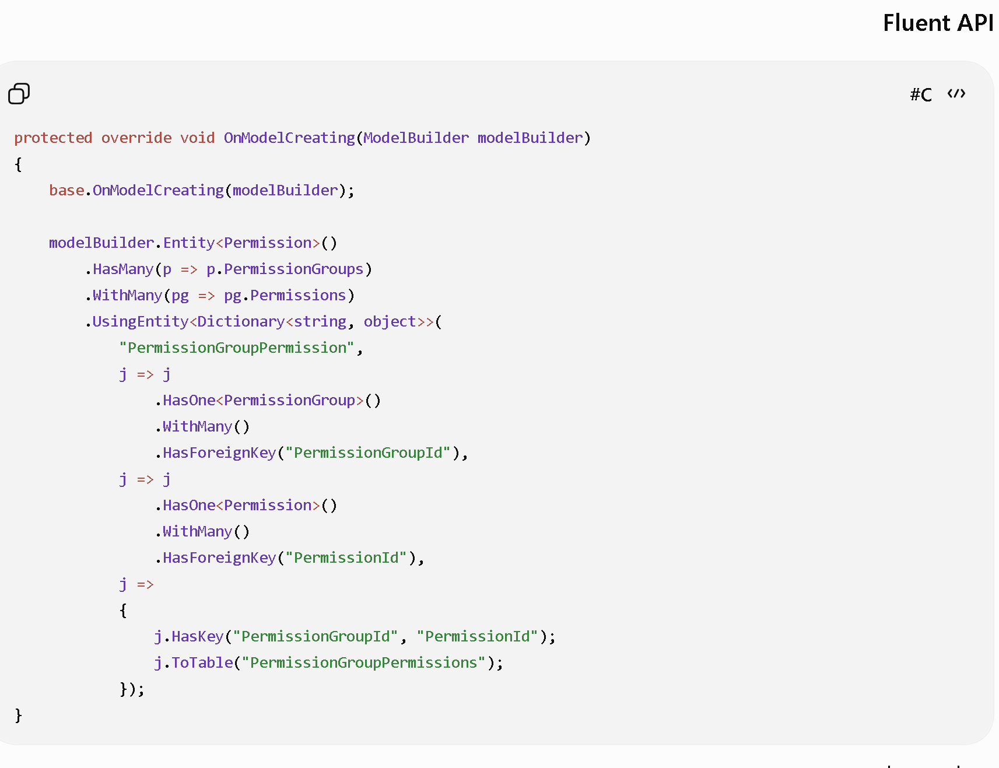 Fluent API
#C </>
protected override void OnModelCreating(ModelBuilder modelBuilder)
{
    base.OnModelCreating(modelBuilder);

    modelBuilder.Entity<Permission>()
        .HasMany(p => p.PermissionGroups)
        .WithMany(pg => pg.Permissions)
        .UsingEntity<Dictionary<string, object>>(
            "PermissionGroupPermission",
            j => j
                .HasOne<PermissionGroup>()
                .WithMany()
                .HasForeignKey("PermissionGroupId"),
            j => j
                .HasOne<Permission>()
                .WithMany()
                .HasForeignKey("PermissionId"),
            j =>
            {
                j.HasKey("PermissionGroupId", "PermissionId");
                j.ToTable("PermissionGroupPermissions");
            });
}